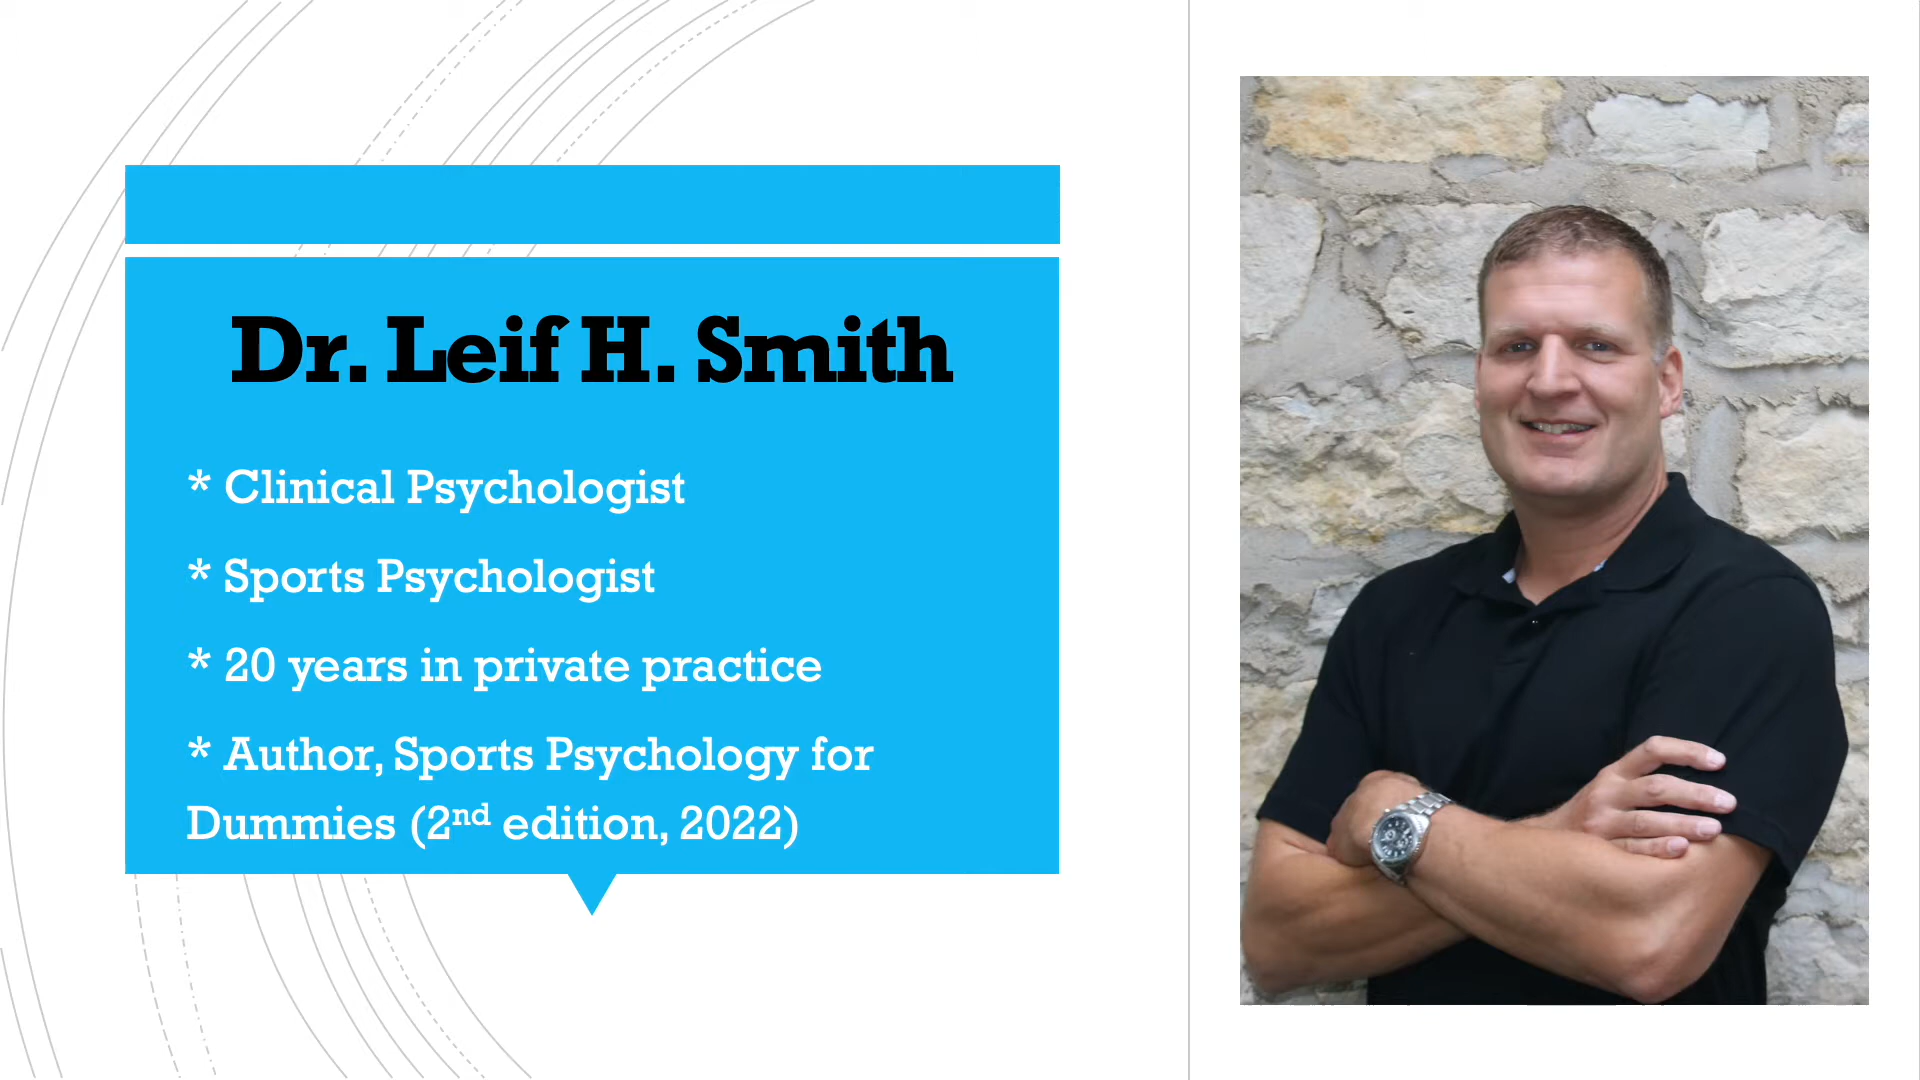 Dr. Leif H. Smith
* Clinical Psychologist
* Sports Psychologist
* 20 years in private practice
* Author, Sports Psychology for
Dummies (2nd edition, 2022)